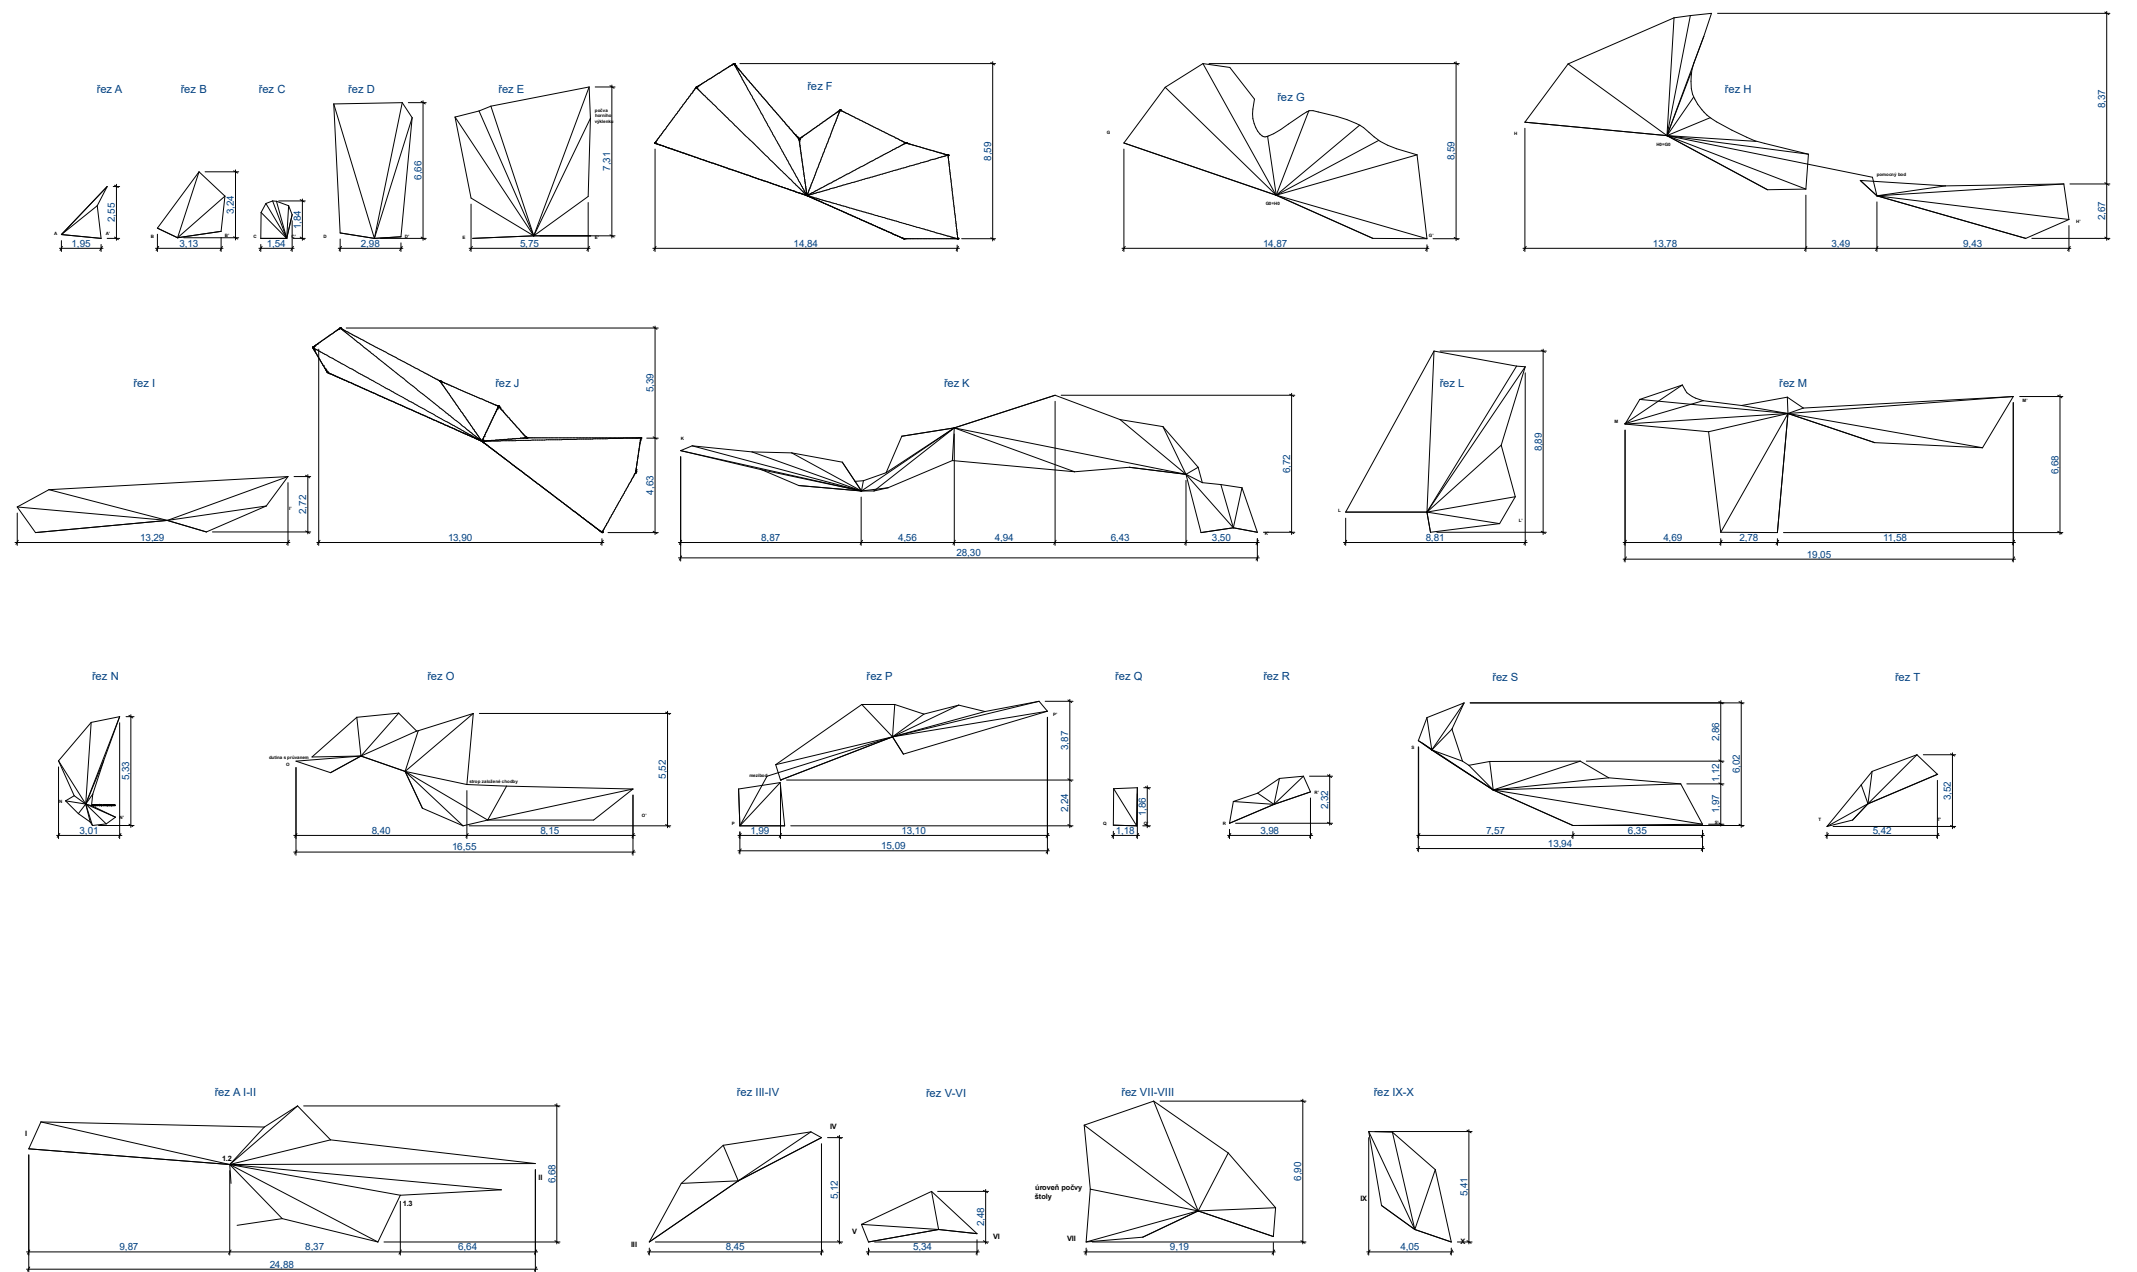 řez A
řez B
řez C
řez D
řez E
řez F
řez G
řez H
A
A'
1,95
2,55
B
B'
3,13
3,24
C
C'
1,54
1,84
D
D'
2,98
6,66
E
E'
počva
horního
5,75
7,31
14,84
8,59
G
G'
G0=H0
14,87
8,59
H
H0=G0
pomocný bod
H'
13,78
3,49
9,43
8,37
2,67
řez I
řez J
řez K
řez L
řez M
I'
13,29
2,72
13,90
5,39
4,63
K
8,87
4,56
4,94
6,43
3,50
28,30
6,72
L
L'
8,81
8,89
M
M'
4,69
2,78
11,58
19,05
6,68
řez N
řez O
řez P
řez Q
řez R
řez S
řez T
N
N'
3,01
5,33
dutina s průvanem
O
strop založené chodby
O'
8,40
8,15
16,55
5,52
P
P'
1,99
13,10
15,09
3,87
2,24
Q
1,18
1,86
R
R'
3,98
2,32
S
7,57
6,35
13,94
2,86
1,12
1,97
6,02
T
T'
5,42
3,52
řez A I-II
řez III-IV
řez V-VI
řez VII-VIII
řez IX-X
I
1.2
II
1.3
9,87
8,37
6,64
24,88
6,68
III
IV
8,45
5,12
V
VI
5,34
2,48
úroveň počvy
štoly
VII
9,19
6,90
IX
X
4,05
5,41